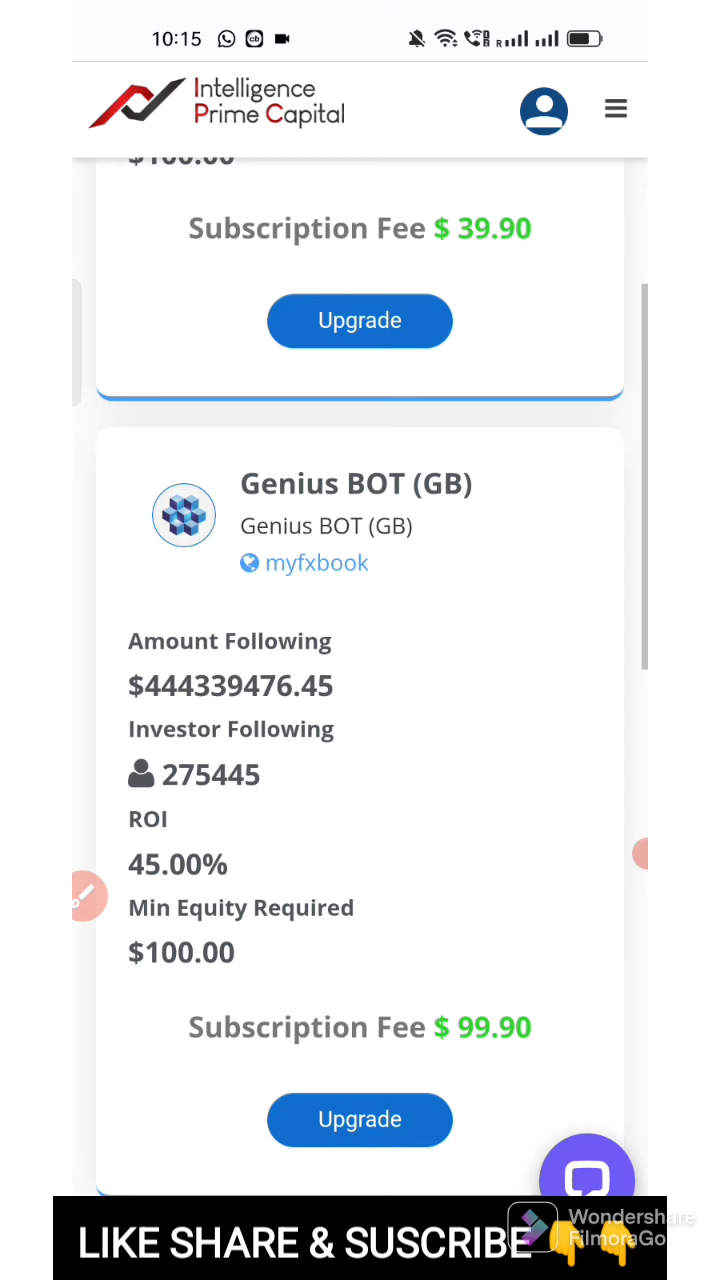 10:15
Intelligence
Prime Capital
$100.00
Subscription Fee $ 39.90
Upgrade
Genius BOT (GB)
Genius BOT (GB)
myfxbook
Amount Following
$444339476.45
Investor Following
275445
ROI
45.00%
Min Equity Required
$100.00
Subscription Fee $ 99.90
Upgrade
LIKE SHARE & SUSCRIBE
Wondershare
FilmoraGo